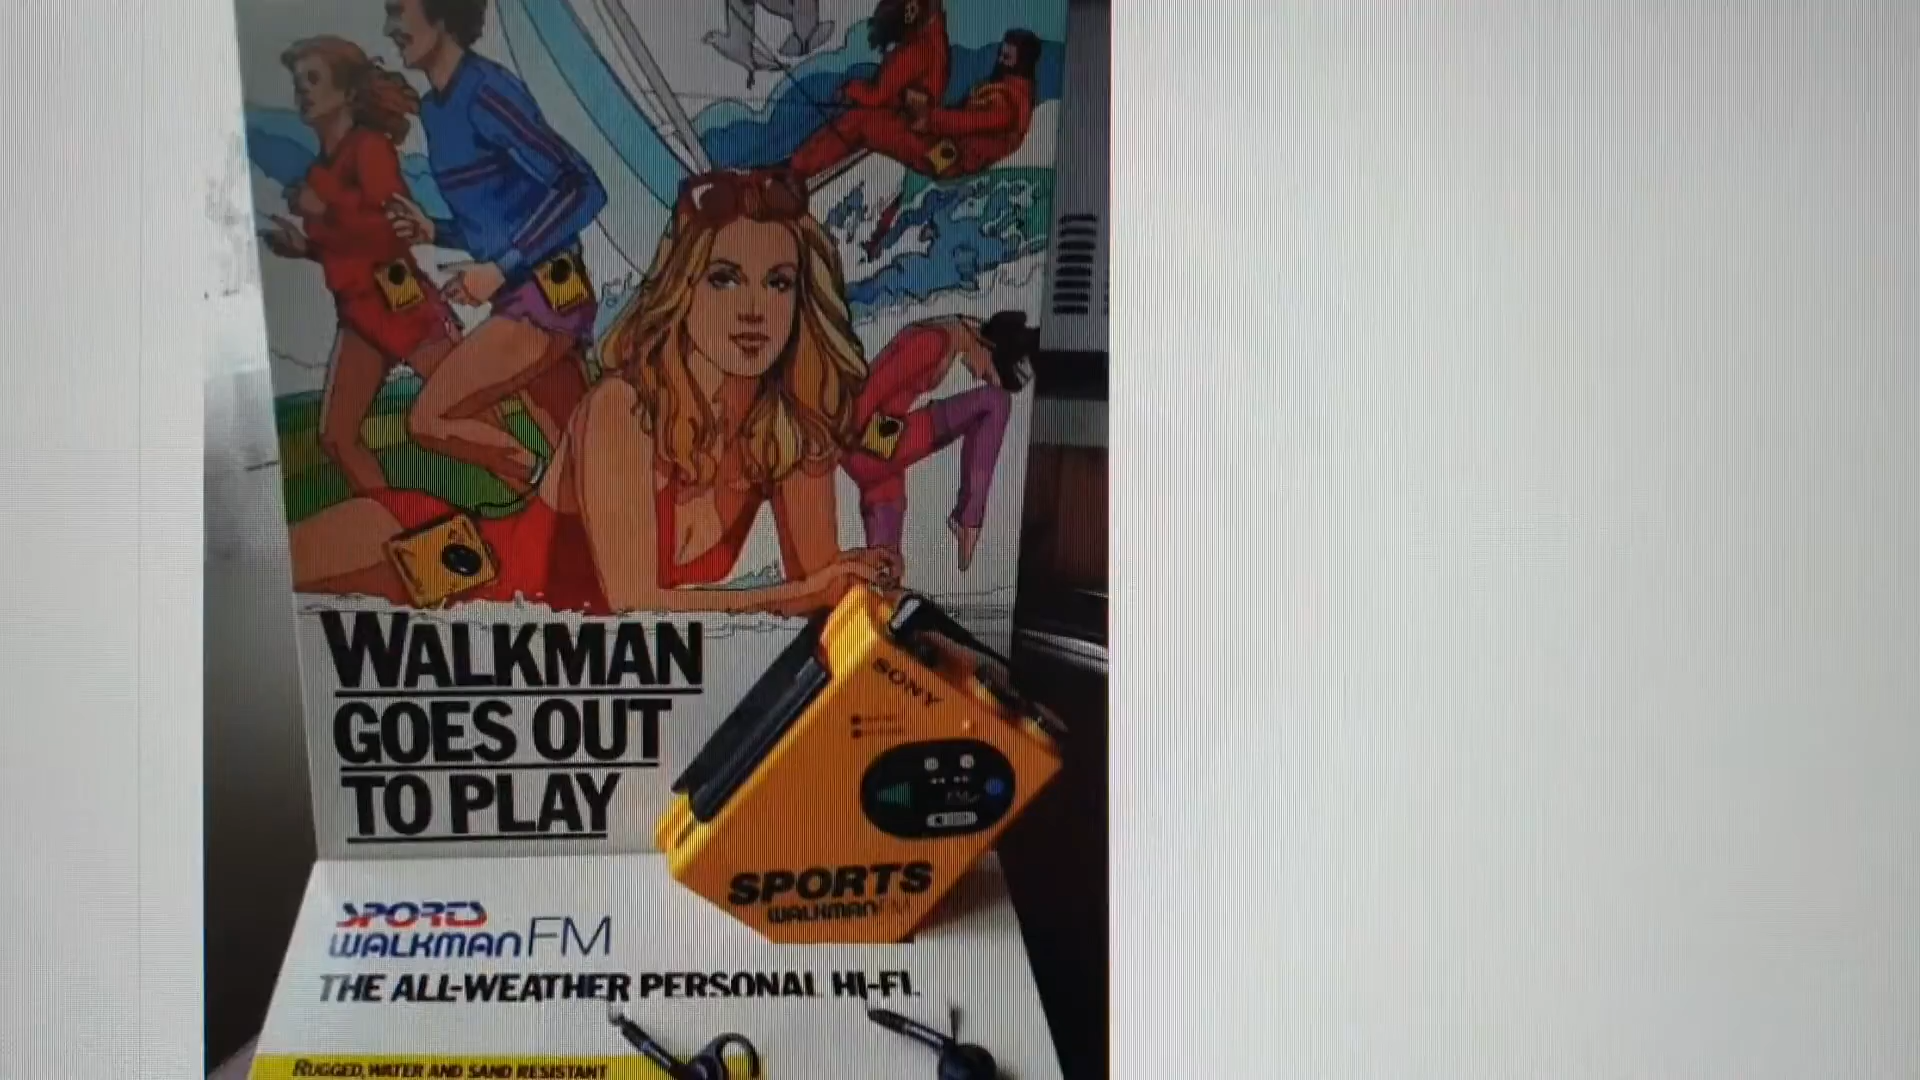 WALKMAN
GOES OUT
TO PLAY
SONY
SPORTS
WALKMAN
SPORTS
WALKMAN FM
THE ALL-WEATHER PERSONAL HI-FI.
RUGGED, WATER AND SAND RESISTANT